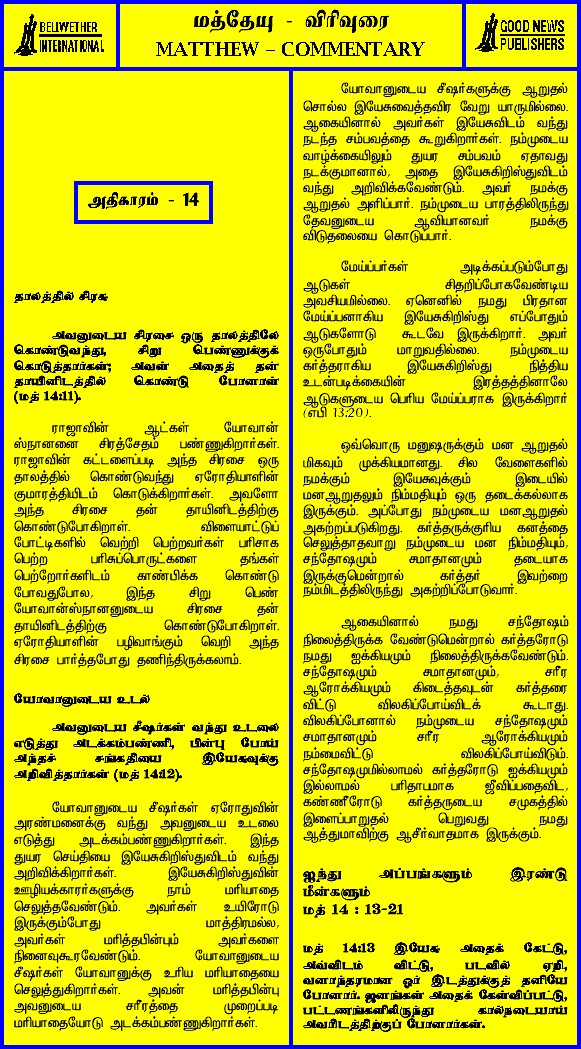 BELLWETHER
INTERNATIONAL
மத்தேயு - விரிவுரை
MATTHEW – COMMENTARY
GOOD NEWS
PUBLISHERS
அதிகாரம் - 14
தாலத்தில் சிரசு
அவனுடைய சிரசை ஒரு தாலத்திலே
கொண்டுவந்து, சிறு பெண்ணுக்குக்
கொடுத்தார்கள்; அவள் அதைத் தன்
தாயினிடத்தில் கொண்டு போனாள்
(மத் 14:11).
ராஜாவின் ஆட்கள் யோவான்
ஸ்நானனை சிரத்சேதம் பண்ணுகிறார்கள்.
ராஜாவின் கட்டளைப்படி அந்த சிரசை ஒரு
தாலத்தில் கொண்டுவந்து ஏரோதியாளின்
குமாரத்தியிடம் கொடுக்கிறார்கள். அவளோ
அந்த சிரசை தன் தாயினிடத்திற்கு
கொண்டுபோகிறாள். விளையாட்டுப்
போட்டிகளில் வெற்றி பெற்றவர்கள் பரிசாக
பெற்ற பரிசுப்பொருட்களை தங்கள்
பெற்றோர்களிடம் காண்பிக்க கொண்டு
போவதுபோல, இந்த சிறு பெண்
யோவான்ஸ்நானனுடைய சிரசை தன்
தாயினிடத்திற்கு கொண்டுபோகிறாள்.
ஏரோதியாளின் பழிவாங்கும் வெறி அந்த
சிரசை பார்த்தபோது தணிந்திருக்கலாம்.
யோவானுடைய உடல்
அவனுடைய சீஷர்கள் வந்து உடலை
எடுத்து அடக்கம்பண்ணி, பின்பு போய்
அந்தச் சங்கதியை இயேசுவுக்கு
அறிவித்தார்கள் (மத் 14:12).
யோவானுடைய சீஷர்கள் ஏரோதுவின்
அரண்மனைக்கு வந்து அவனுடைய உடலை
எடுத்து அடக்கம்பண்ணுகிறார்கள். இந்த
துயர செய்தியை இயேசுகிறிஸ்துவிடம் வந்து
அறிவிக்கிறார்கள். இயேசுகிறிஸ்துவின்
ஊழியக்காரர்களுக்கு நாம் மரியாதை
செலுத்தவேண்டும். அவர்கள் உயிரோடு
இருக்கும்போது மாத்திரமல்ல,
அவர்கள் மரித்தபின்பும் அவர்களை
நினைவுகூரவேண்டும். யோவானுடைய
சீஷர்கள் யோவானுக்கு உரிய மரியாதையை
செலுத்துகிறார்கள். அவன் மரித்தபின்பு
அவனுடைய சரீரத்தை முறைப்படி
மரியாதையோடு அடக்கம்பண்ணுகிறார்கள்.
யோவானுடைய சீஷர்களுக்கு ஆறுதல்
சொல்ல இயேசுவைத்தவிர வேறு யாருமில்லை.
ஆகையினால் அவர்கள் இயேசுவிடம் வந்து
நடந்த சம்பவத்தை கூறுகிறார்கள். நம்முடைய
வாழ்க்கையிலும் துயர சம்பவம் ஏதாவது
நடக்குமானால், அதை இயேசுகிறிஸ்துவிடம்
வந்து அறிவிக்கவேண்டும். அவர் நமக்கு
ஆறுதல் அளிப்பார். நம்முடைய பாரத்திலிருந்து
தேவனுடைய ஆவியானவர் நமக்கு
விடுதலையை கொடுப்பார்.
மேய்ப்பர்கள் அடிக்கப்படும்போது
ஆடுகள் சிதறிப்போகவேண்டிய
அவசியமில்லை. ஏனெனில் நமது பிரதான
மேய்ப்பனாகிய இயேசுகிறிஸ்து எப்போதும்
ஆடுகளோடு கூடவே இருக்கிறார். அவர்
ஒருபோதும் மாறுவதில்லை. நம்முடைய
கர்த்தராகிய இயேசுகிறிஸ்து நித்திய
உடன்படிக்கையின் இரத்தத்தினாலே
ஆடுகளுடைய பெரிய மேய்ப்பராக இருக்கிறார்
(எபி 13:20).
ஒவ்வொரு மனுஷருக்கும் மன ஆறுதல்
மிகவும் முக்கியமானது. சில வேளைகளில்
நமக்கும் இயேசுவுக்கும் இடையில்
மனஆறுதலும் நிம்மதியும் ஒரு தடைக்கல்லாக
இருக்கும். அப்போது நம்முடைய மனஆறுதல்
அகற்றப்படுகிறது. கர்த்தருக்குரிய கனத்தை
செலுத்தாதவாறு நம்முடைய மன நிம்மதியும்,
சந்தோஷமும் சமாதானமும் தடையாக
இருக்குமென்றால் கர்த்தர் இவற்றை
நம்மிடத்திலிருந்து அகற்றிப்போடுவார்.
ஆகையினால் நமது சந்தோஷம்
நிலைத்திருக்க வேண்டுமென்றால் கர்த்தரோடு
நமது ஐக்கியமும் நிலைத்திருக்கவேண்டும்.
சந்தோஷமும் சமாதானமும், சரீர
ஆரோக்கியமும் கிடைத்தவுடன் கர்த்தரை
விட்டு விலகிப்போய்விடக் கூடாது.
விலகிப்போனால் நம்முடைய சந்தோஷமும்
சமாதானமும் சரீர ஆரோக்கியமும்
நம்மைவிட்டு விலகிப்போய்விடும்.
சந்தோஷமுமில்லாமல் கர்த்தரோடு ஐக்கியமும்
இல்லாமல் பரிதாபமாக ஜீவிப்பதைவிட,
கண்ணீரோடு கர்த்தருடைய சமுகத்தில்
இளைப்பாறுதல் பெறுவது நமது
ஆத்துமாவிற்கு ஆசீர்வாதமாக இருக்கும்.
ஐந்து அப்பங்களும் இரண்டு
மீன்களும்
மத் 14 : 13-21
மத் 14:13 இயேசு அதைக் கேட்டு,
அவ்விடம் விட்டு, படவில் ஏறி,
வனாந்தரமான ஓர் இடத்துக்குத் தனியே
போனார். ஜனங்கள் அதைக் கேள்விப்பட்டு,
பட்டணங்களிலிருந்து கால்நடையாய்
அவரிடத்திற்குப் போனார்கள்.